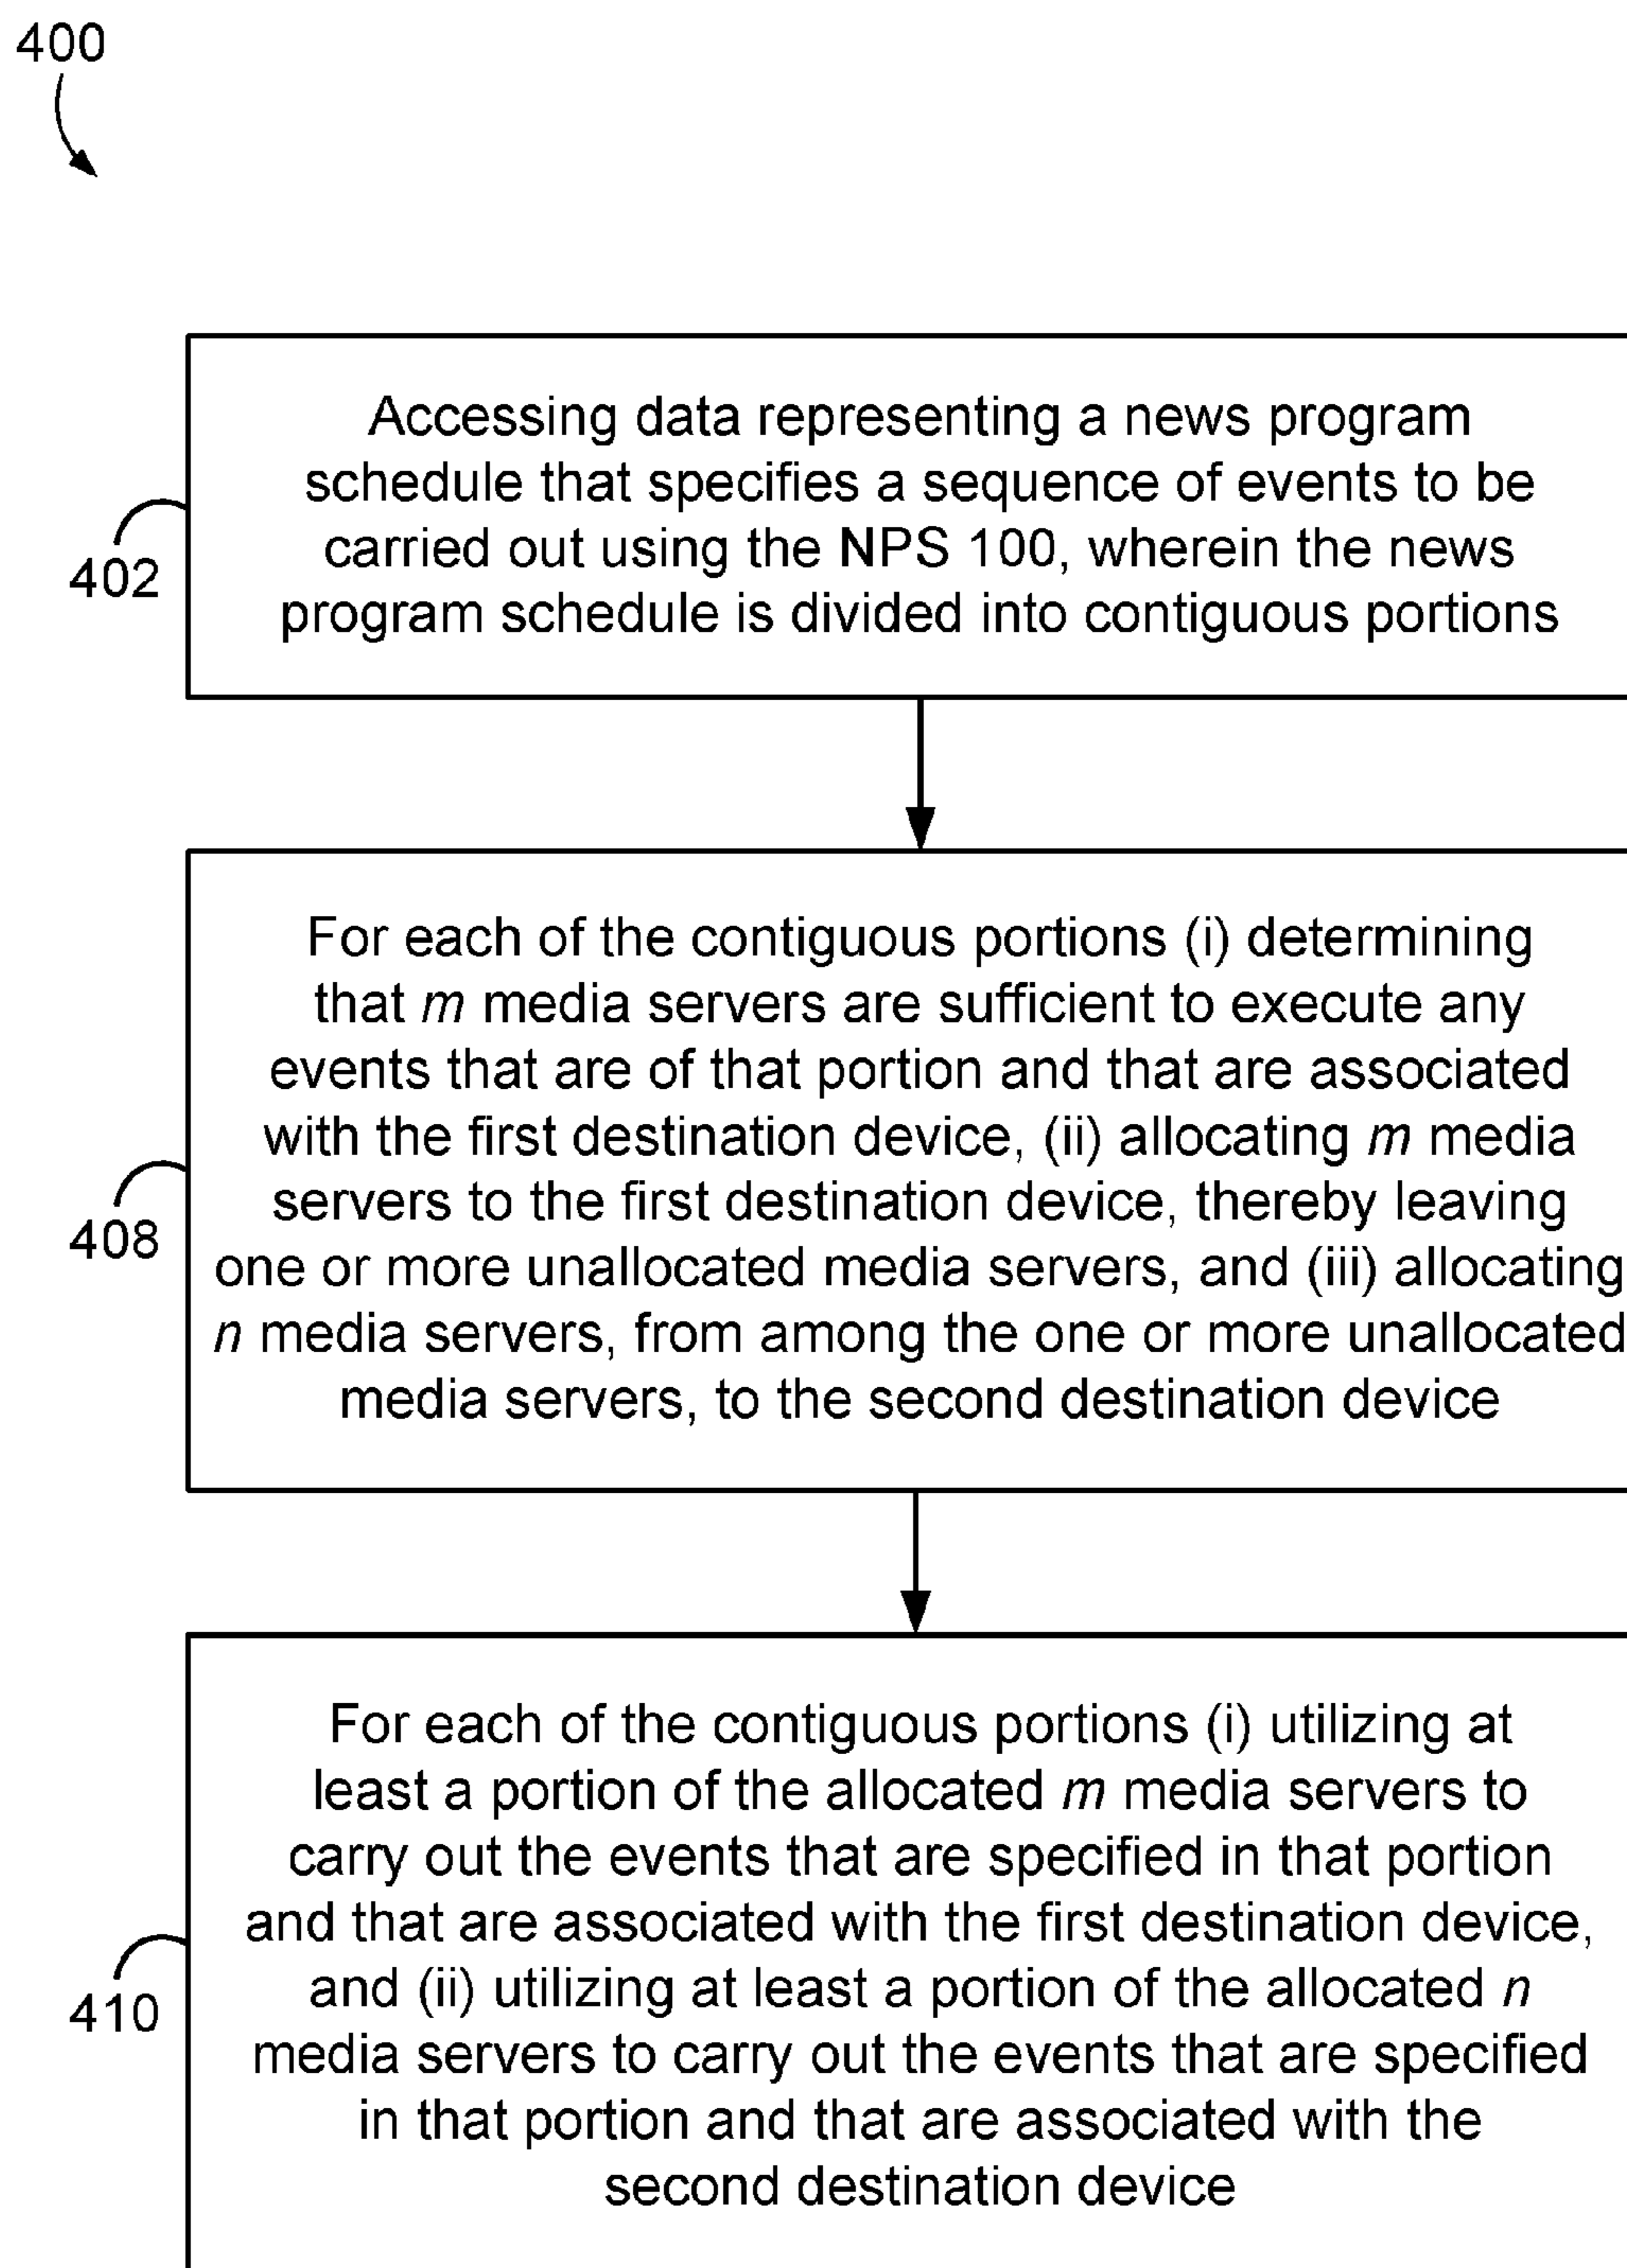 400
Accessing data representing a news program
schedule that specifies a sequence of events to be
carried out using the NPS 100, wherein the news
program schedule is divided into contiguous portions
402
For each of the contiguous portions (i) determining
that m media servers are sufficient to execute any
events that are of that portion and that are associated
with the first destination device, (ii) allocating m media
servers to the first destination device, thereby leaving
one or more unallocated media servers, and (iii) allocating
n media servers, from among the one or more unallocated
media servers, to the second destination device
408
For each of the contiguous portions (i) utilizing at
least a portion of the allocated m media servers to
carry out the events that are specified in that portion
and that are associated with the first destination device,
and (ii) utilizing at least a portion of the allocated n
media servers to carry out the events that are specified
in that portion and that are associated with the
second destination device
410